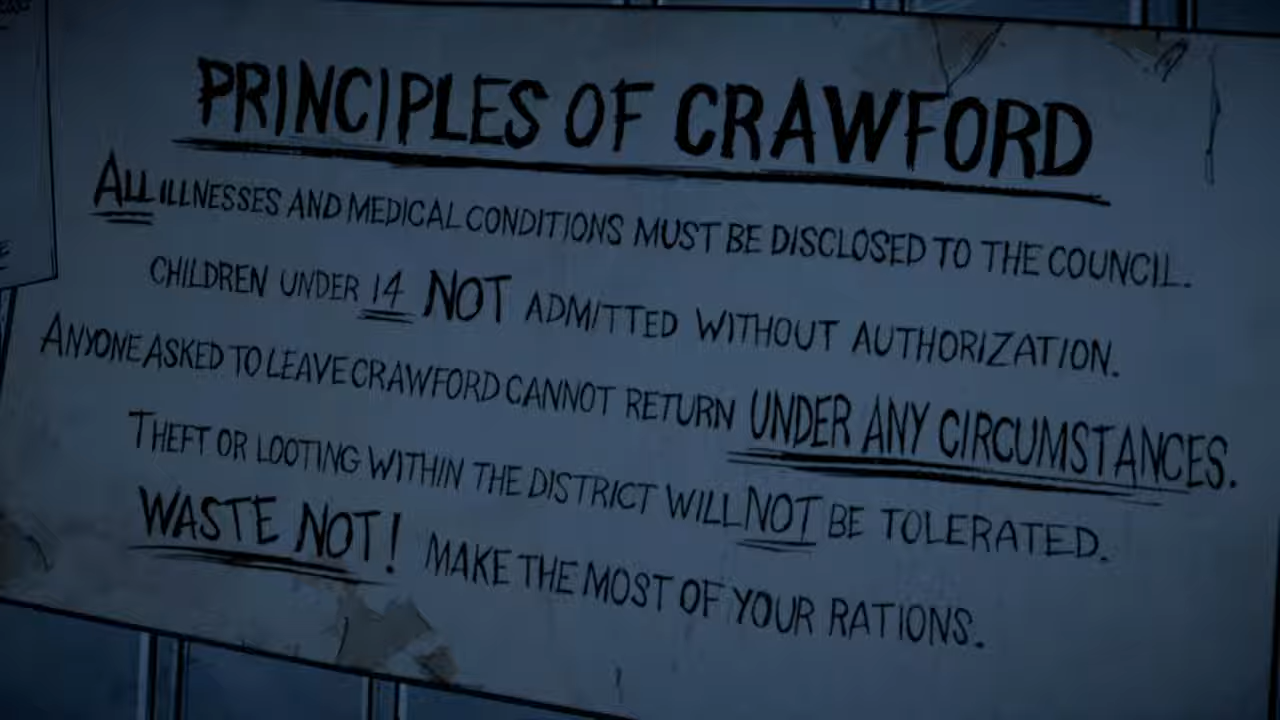 PRINCIPLES OF CRAWFORD
ALL ILLNESSES AND MEDICAL CONDITIONS MUST BE DISCLOSED TO THE COUNCIL.
CHILDREN UNDER 14 NOT ADMITTED WITHOUT AUTHORIZATION.
ANYONE ASKED TO LEAVE CRAWFORD CANNOT RETURN UNDER ANY CIRCUMSTANCES.
THEFT OR LOOTING WITHIN THE DISTRICT WILL NOT BE TOLERATED.
WASTE NOT! MAKE THE MOST OF YOUR RATIONS.